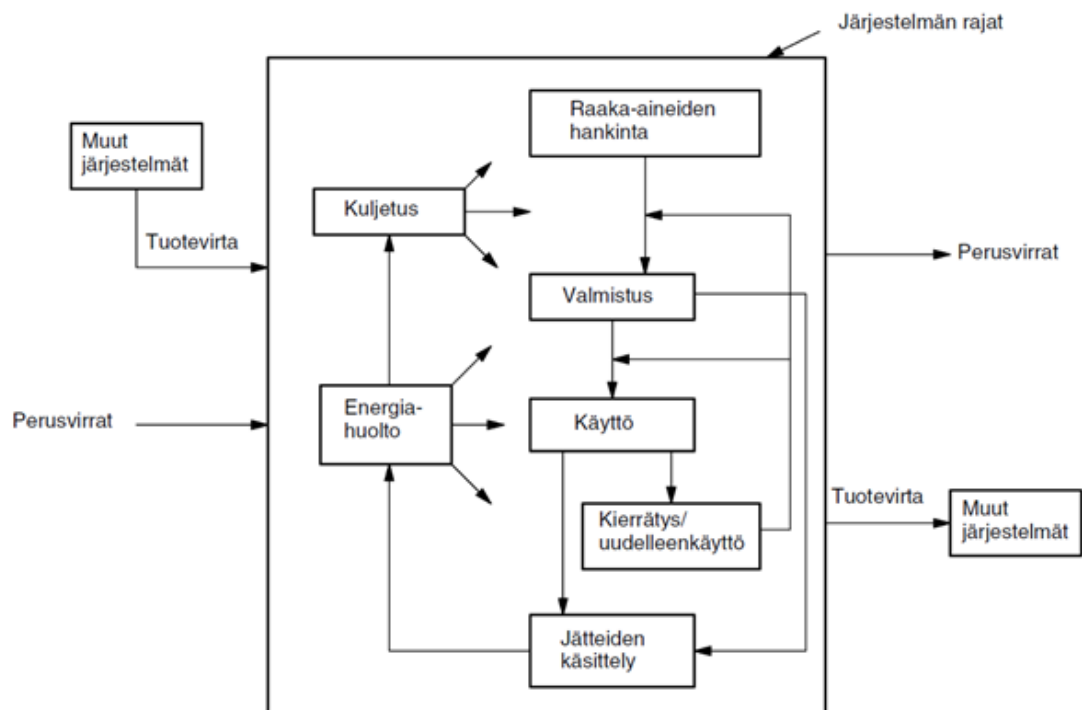 Järjestelmän rajat
Raaka-aineiden
hankinta
Muut
järjestelmät
Kuljetus
Tuotevirta
Perusvirrat
Valmistus
Perusvirrat
Energia-
huolto
Käyttö
Tuotevirta
Muut
järjestelmät
Kierrätys/
uudelleenkäyttö
Jätteiden
käsittely